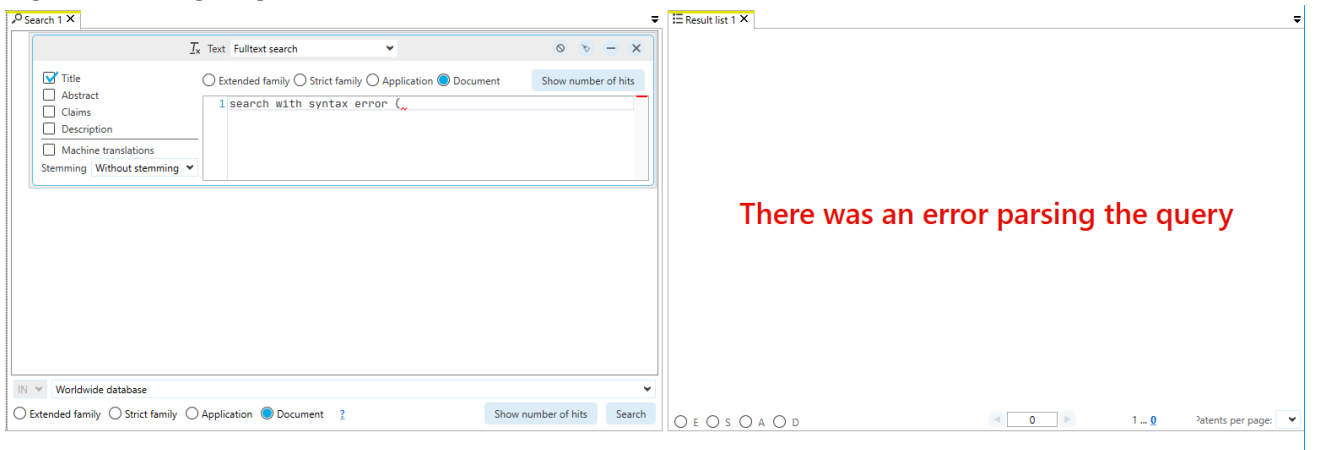 Search 1 X
Text Fulltext search
Title
Abstract
Claims
Description
Machine translations
Stemming Without stemming
Extended family Strict family Application Document Show number of hits
1 search with syntax error (
IN Worldwide database
Extended family Strict family Application Document ? Show number of hits Search
Result list 1 X
There was an error parsing the query
E S A D 0 1 ... 0 Patents per page: